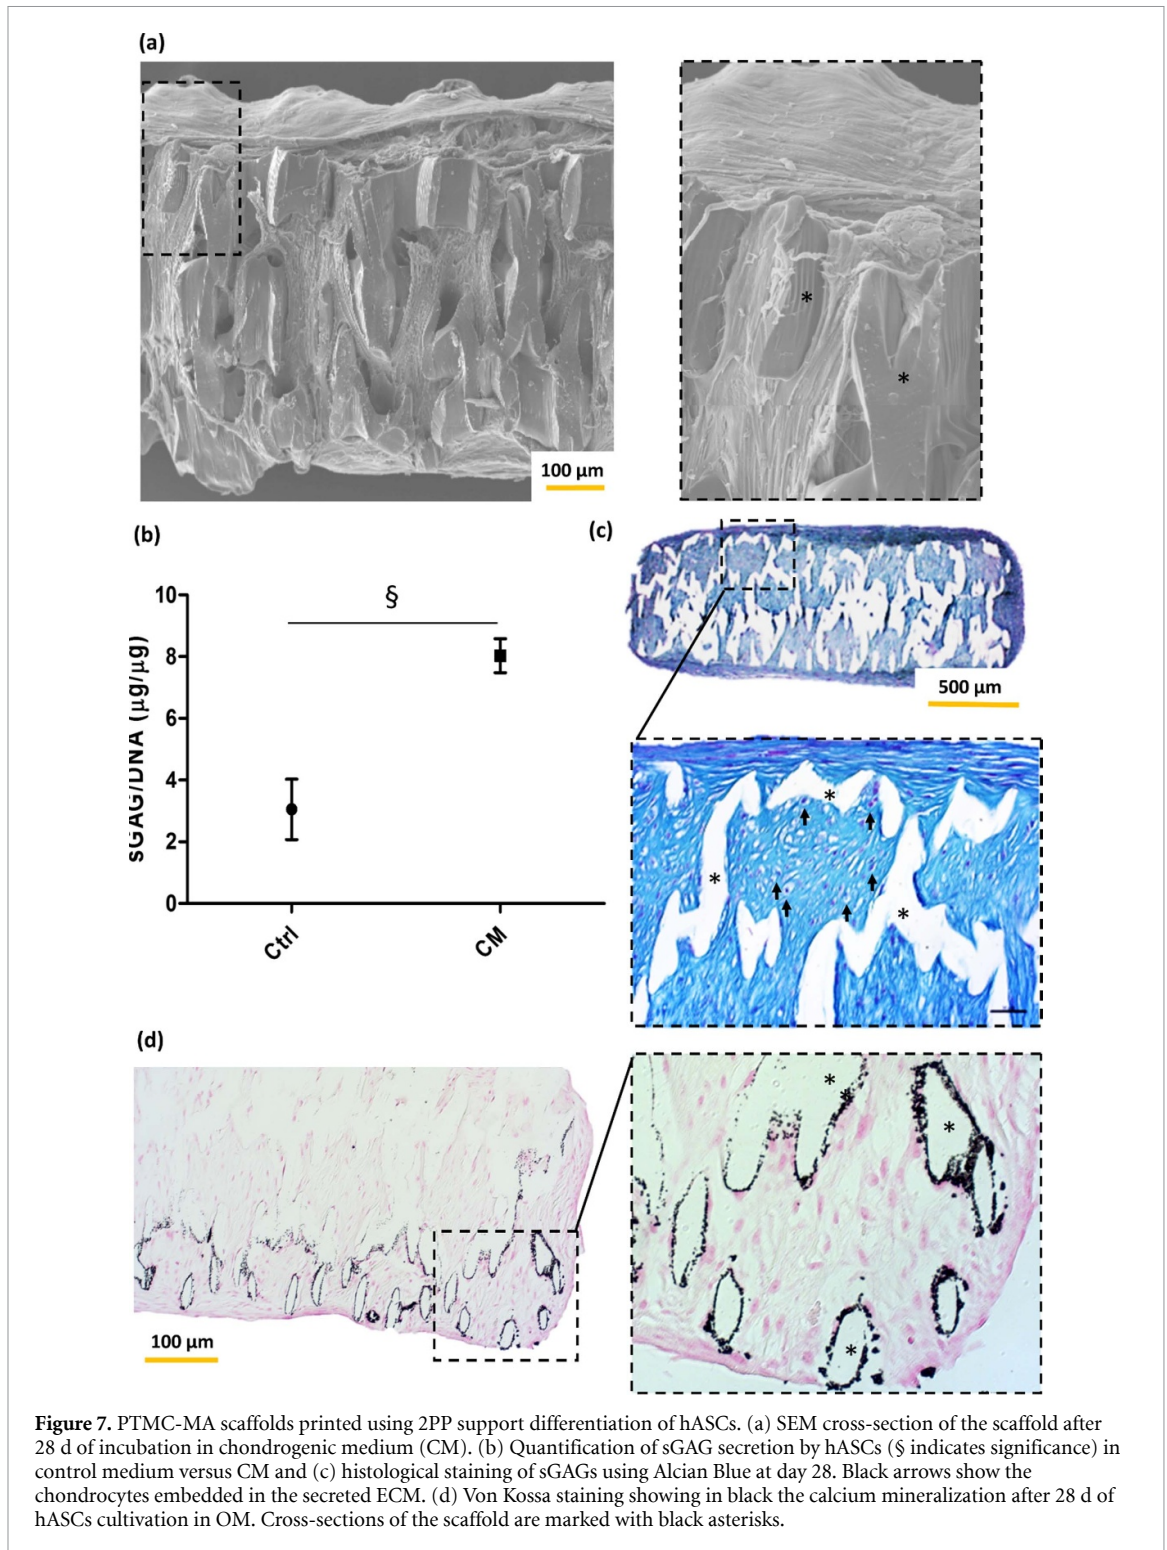 (a)
*
*
100 µm
(b)
(c)
10
8
6
4
2
0
§
sGAG/DNA (µg/µg)
Ctrl
CM
500 µm
*
*
*
(d)
100 µm
*
*
*
*
Figure 7. PTMC-MA scaffolds printed using 2PP support differentiation of hASCs. (a) SEM cross-section of the scaffold after
28 d of incubation in chondrogenic medium (CM). (b) Quantification of sGAG secretion by hASCs (§ indicates significance) in
control medium versus CM and (c) histological staining of sGAGs using Alcian Blue at day 28. Black arrows show the
chondrocytes embedded in the secreted ECM. (d) Von Kossa staining showing in black the calcium mineralization after 28 d of
hASCs cultivation in OM. Cross-sections of the scaffold are marked with black asterisks.